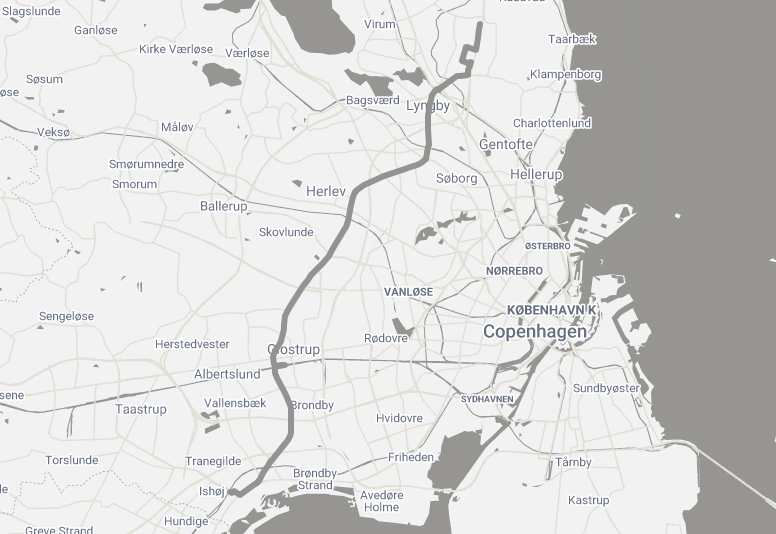 Slagslunde
Virum
Ganløse
Taarbæk
Kirke Værløse
Værløse
Søsum
Klampenborg
Bagsværd
Lyngby
Charlottenlund
Måløv
Veksø
Gentofte
Smørumnedre
Hellerup
Smorum
Søborg
Herlev
Ballerup
Skovlunde
ØSTERBRO
NØRREBRO
VANLØSE
KØBENHAVN K
Sengeløse
Copenhagen
Rødovre
Herstedvester
Glostrup
Albertslund
Sundbyøster
Vallensbæk
Brondby
SYDHAVNEN
Taastrup
Hvidovre
Friheden
Torslunde
Tranegilde
Tårnby
Brøndby
Strand
Ishøj
Avedøre
Holme
Kastrup
Hundige
Greve Strand